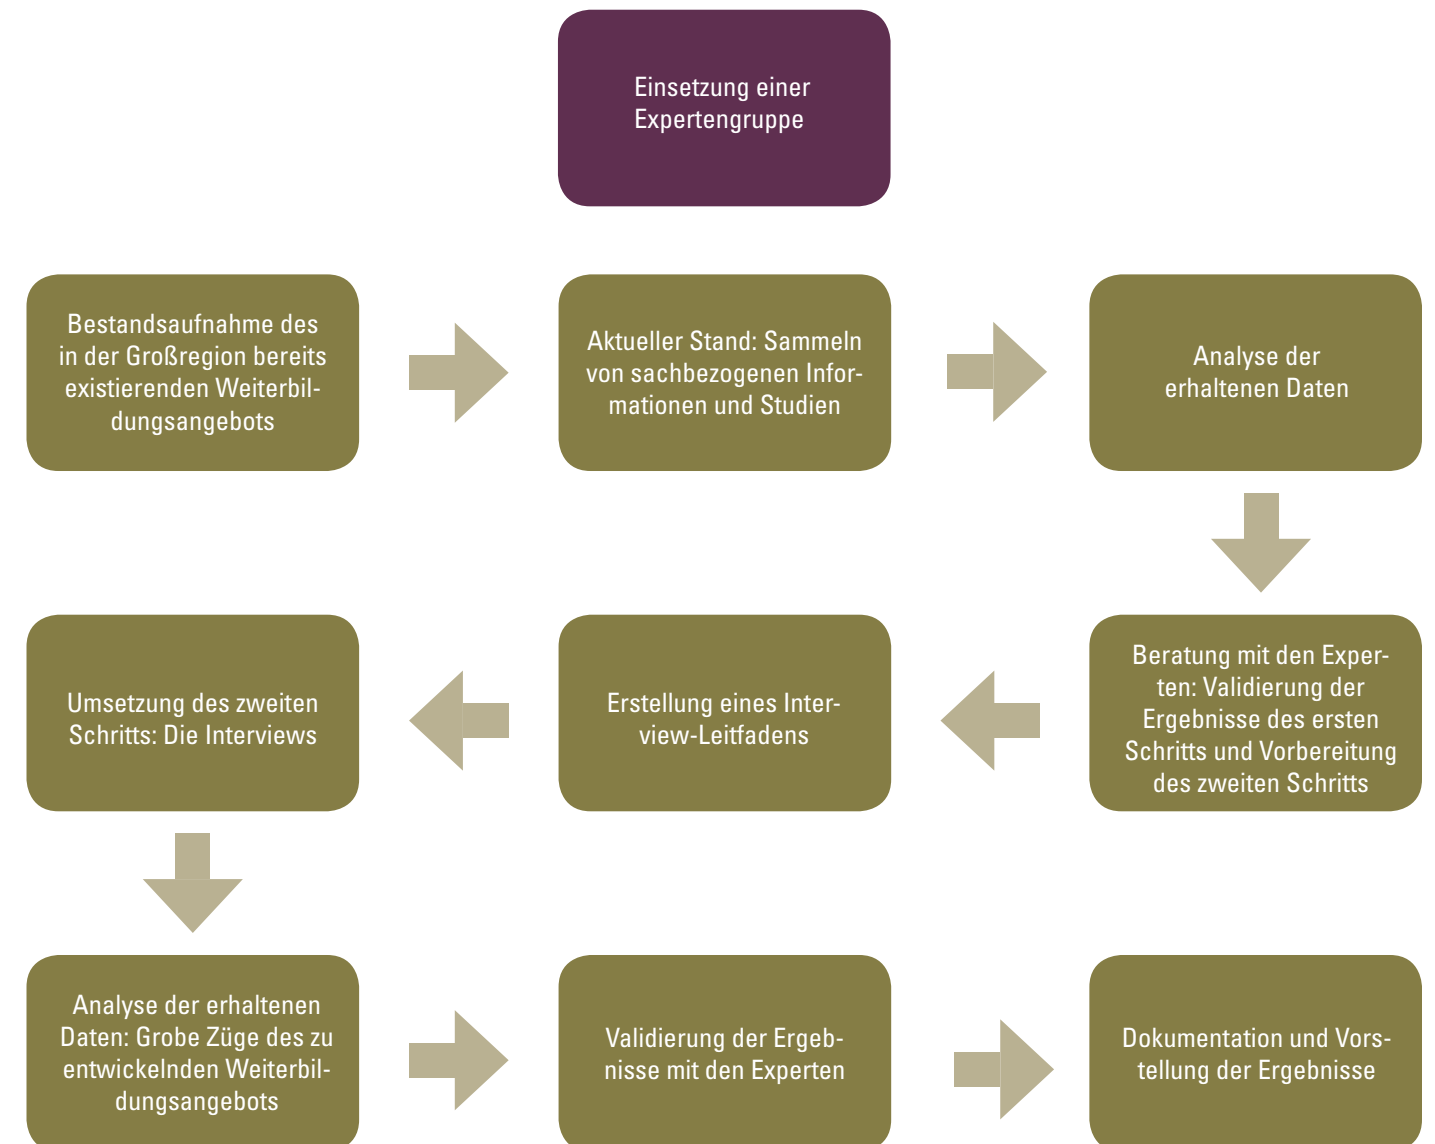 Einsetzung einer
Expertengruppe
Bestandsaufnahme des
in der Großregion bereits
existierenden Weiterbil-
dungsangebots
Aktueller Stand: Sammeln
von sachbezogenen Infor-
mationen und Studien
Analyse der
erhaltenen Daten
Beratung mit den Exper-
ten: Validierung der
Ergebnisse des ersten
Schritts und Vorbereitung
des zweiten Schritts
Erstellung eines Inter-
view-Leitfadens
Umsetzung des zweiten
Schritts: Die Interviews
Analyse der erhaltenen
Daten: Grobe Züge des zu
entwickelnden Weiterbil-
dungsangebots
Validierung der Ergeb-
nisse mit den Experten
Dokumentation und Vors-
tellung der Ergebnisse